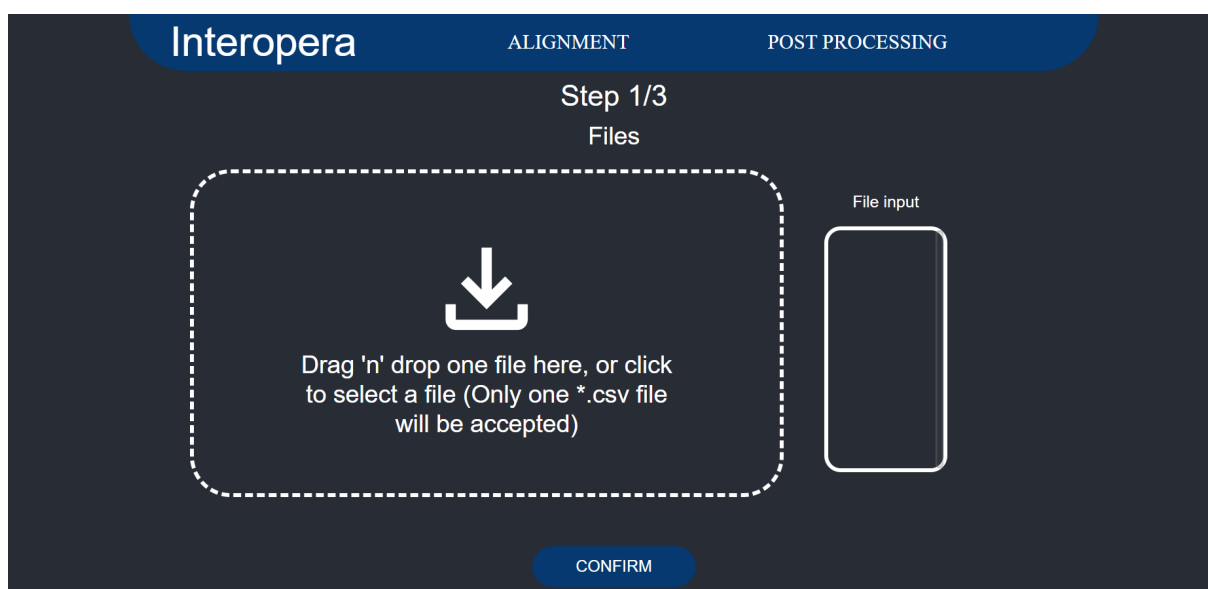 Interopera
ALIGNMENT
POST PROCESSING
Step 1/3
Files
File input
Drag 'n' drop one file here, or click
to select a file (Only one *.csv file
will be accepted)
CONFIRM